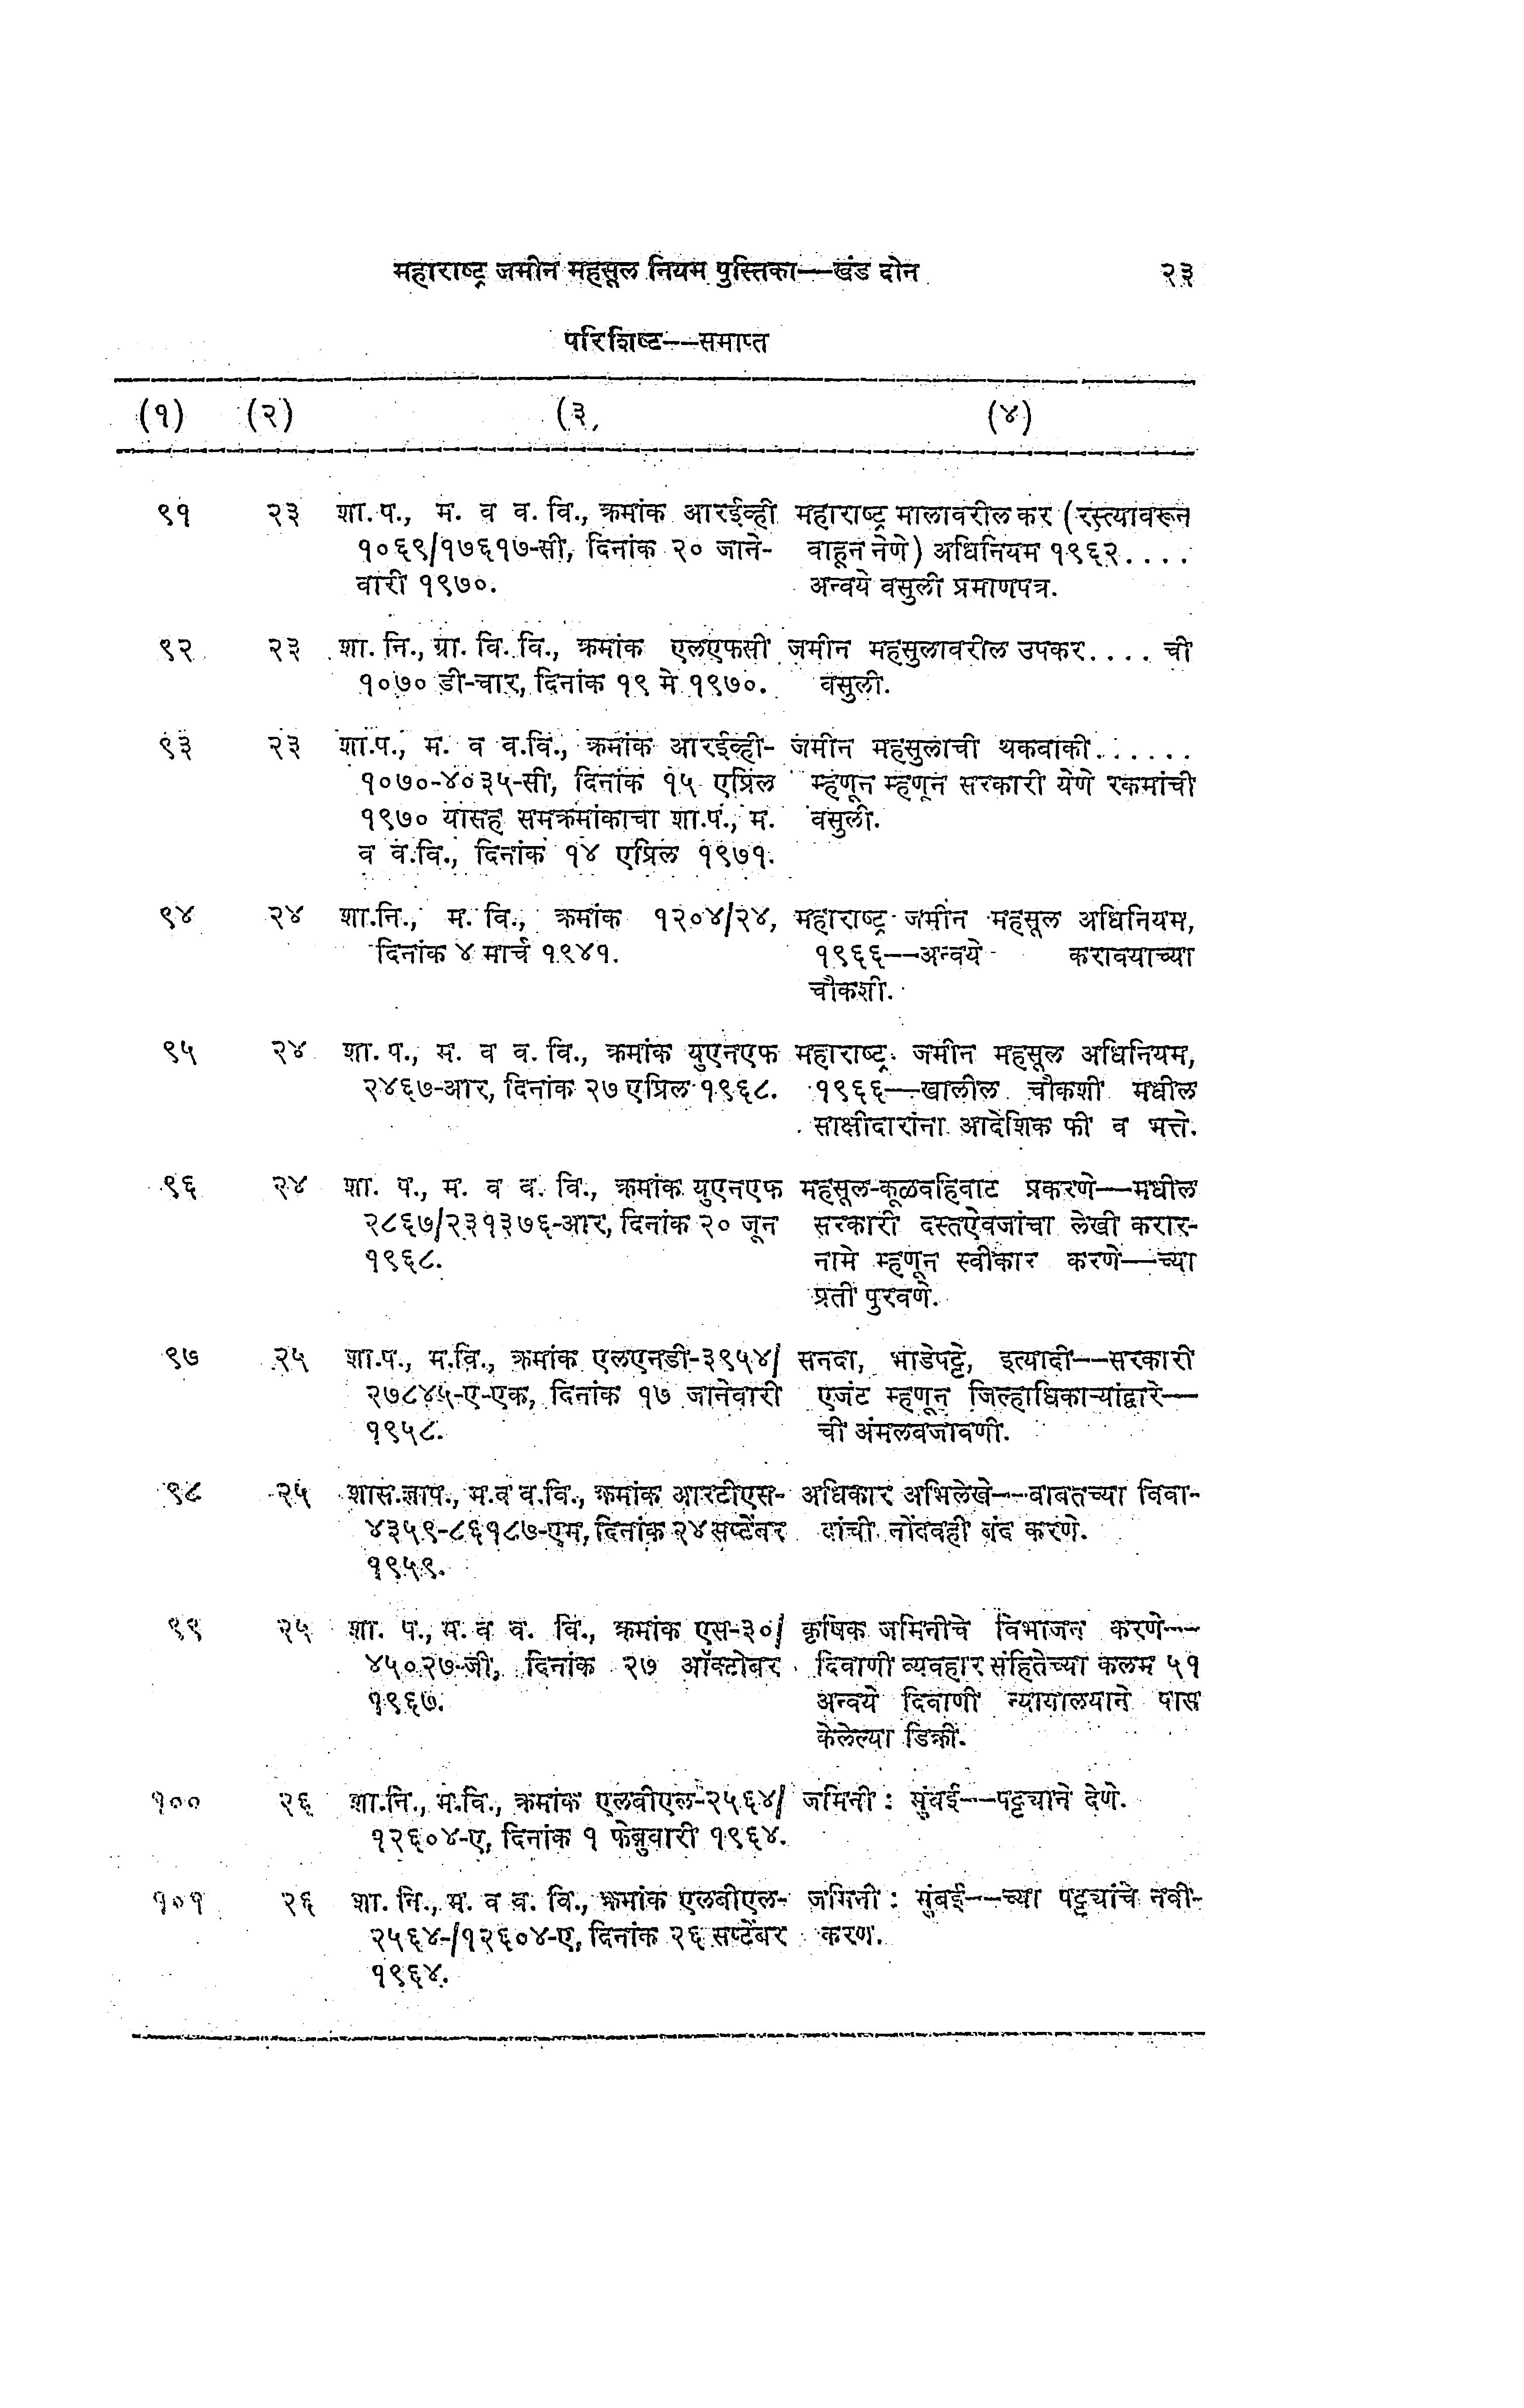 महाराष्ट्र जमीन महसूल नियम पुस्तिका——खंड दोन २३
परिशिष्ट——समाप्त
(१) (२) (३, (४)
९१ २३ शा. प., म. व व. वि., क्रमांक आरईव्ही महाराष्ट्र मालावरील कर (रस्त्यावरून
१०६९/१७६१७-सी, दिनांक २० जाने- वाहून नेणे) अधिनियम १९६२....
वारी १९७०. अन्वये वसुली प्रमाणपत्र.
९२ २३ शा. नि., ग्रा. वि. वि., क्रमांक एलएफसी जमीन महसुलावरील उपकर.... ची
१०७० डी-चार, दिनांक १९ मे १९७०. वसुली.
९३ २३ शा.प., म. व व.वि., क्रमांक आरईव्ही- जमीन महसुलाची थकबाकी......
१०७०-४०३५-सी, दिनांक १५ एप्रिल म्हणून म्हणून सरकारी येणे रकमांची
१९७० यासह समक्रमांकाचा शा.प., म. वसुली.
व व.वि., दिनांक १४ एप्रिल १९७१.
९४ २४ शा.नि., म. वि., क्रमांक १२०४/२४, महाराष्ट्र जमीन महसूल अधिनियम,
दिनांक ४ मार्च १९४१. १९६६——अन्वये करावयाच्या
चौकशी.
९५ २४ शा. प., म. व व. वि., क्रमांक युएनएफ महाराष्ट्र जमीन महसूल अधिनियम,
२४६७-आर, दिनांक २७ एप्रिल १९६८. १९६६——खालील चौकशी मधील
साक्षीदारांना आदेशिक फी व भत्ते.
९६ २४ शा. प., म. व व. वि., क्रमांक युएनएफ महसूल-कूळवहिवाट प्रकरणे——मधील
२८६७/२३१३७६-आर, दिनांक २० जून सरकारी दस्तऐवजांचा लेखी करार-
१९६८. नामे म्हणून स्वीकार करणे——च्या
प्रती पुरवणे.
९७ २५ शा.प., म.वि., क्रमांक एलएनडी-३९५४/ सनदा, भाडेपट्टे, इत्यादी——सरकारी
२७८४५-ए-एक, दिनांक १७ जानेवारी एजंट म्हणून जिल्हाधिकाऱ्यांद्वारे——
१९५८. ची अंमलबजावणी.
९८ २५ शास.ज्ञाप., म.व व.वि., क्रमांक आरटीएस- अधिकार अभिलेखे——बाबतच्या विवा-
४३५९-८६१८७-एम, दिनांक २४ सप्टेंबर दांची नोंदवही बंद करणे.
१९५९.
९९ २५ शा. प., म. व व. वि., क्रमांक एस-३०/ कृषिक जमिनीचे विभाजन करणे——
४५०२७-जी, दिनांक २७ ऑक्टोबर दिवाणी व्यवहार संहितेच्या कलम ५१
१९६७. अन्वये दिवाणी न्यायालयाने पास
केलेल्या डिक्री.
१०० २६ शा.नि., म.वि., क्रमांक एलबीएल-२५६४/ जमिनी : मुंबई——पट्ट्याने देणे.
१२६०४-ए, दिनांक १ फेब्रुवारी १९६४.
१०१ २६ शा. नि., म. व व. वि., क्रमांक एलबीएल- जमिनी : मुंबई——च्या पट्ट्यांचे नवी-
२५६४-/१२६०४-ए, दिनांक २६ सप्टेंबर करण.
१९६४.